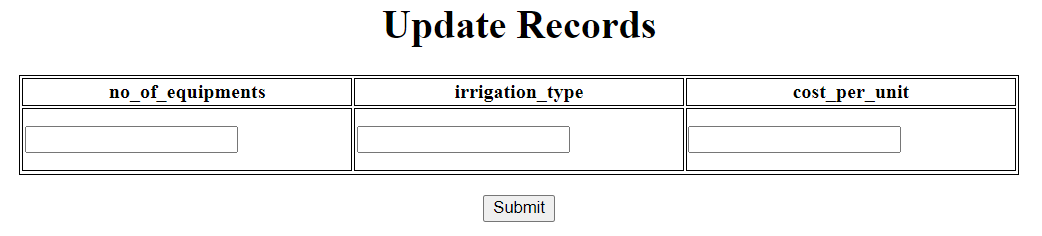 Update Records
no_of_equipments irrigation_type cost_per_unit
Submit